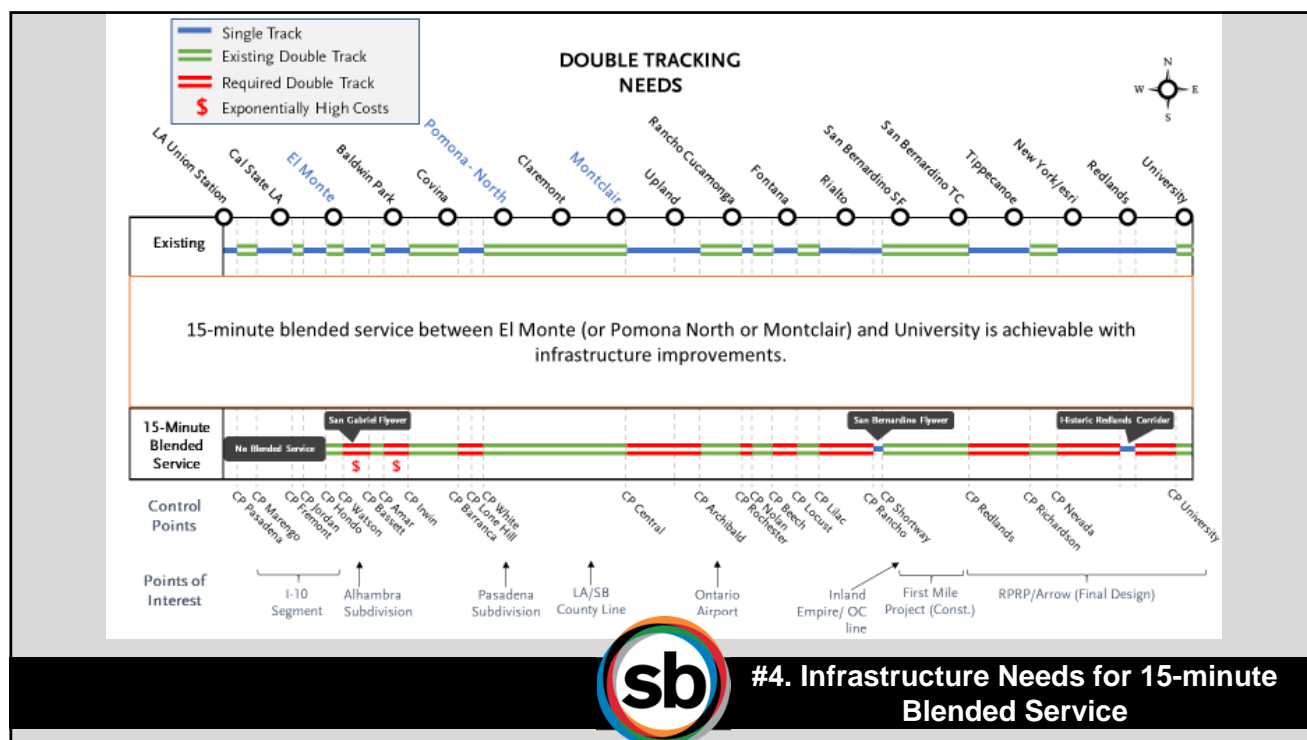 Single Track
Existing Double Track
Required Double Track
$ Exponentially High Costs
DOUBLE TRACKING
NEEDS
N
W
E
S
LA Union Station
Cal State LA
El Monte
Baldwin Park
Covina
Pomona - North
Claremont
Montclair
Upland
Rancho Cucamonga
Fontana
Rialto
San Bernardino SF
San Bernardino TC
Tippecanoe
New York/esri
Redlands
University
Existing
15-minute blended service between El Monte (or Pomona North or Montclair) and University is achievable with
infrastructure improvements.
15-Minute
Blended
Service
No Blended Service
San Gabriel Flyover
San Bernardino Flyover
Historic Redlands Corridor
$
$
Control
Points
CP Pasadena
CP Marengo
CP Fremont
CP Jordan
CP Hondo
CP Watson
CP Bassett
CP Amar
CP Irwin
CP Barranca
CP Lone Hill
CP White
CP Central
CP Archibald
CP Rochester
CP Nolan
CP Beech
CP Locust
CP Lilac
CP Rancho
CP Shortway
CP Redlands
CP Richardson
CP Nevada
CP University
Points of
Interest
I-10
Segment
Alhambra
Subdivision
Pasadena
Subdivision
LA/SB
County Line
Ontario
Airport
Inland
Empire/ OC
line
First Mile
Project (Const.)
RPRP/Arrow (Final Design)
sb
#4. Infrastructure Needs for 15-minute
Blended Service